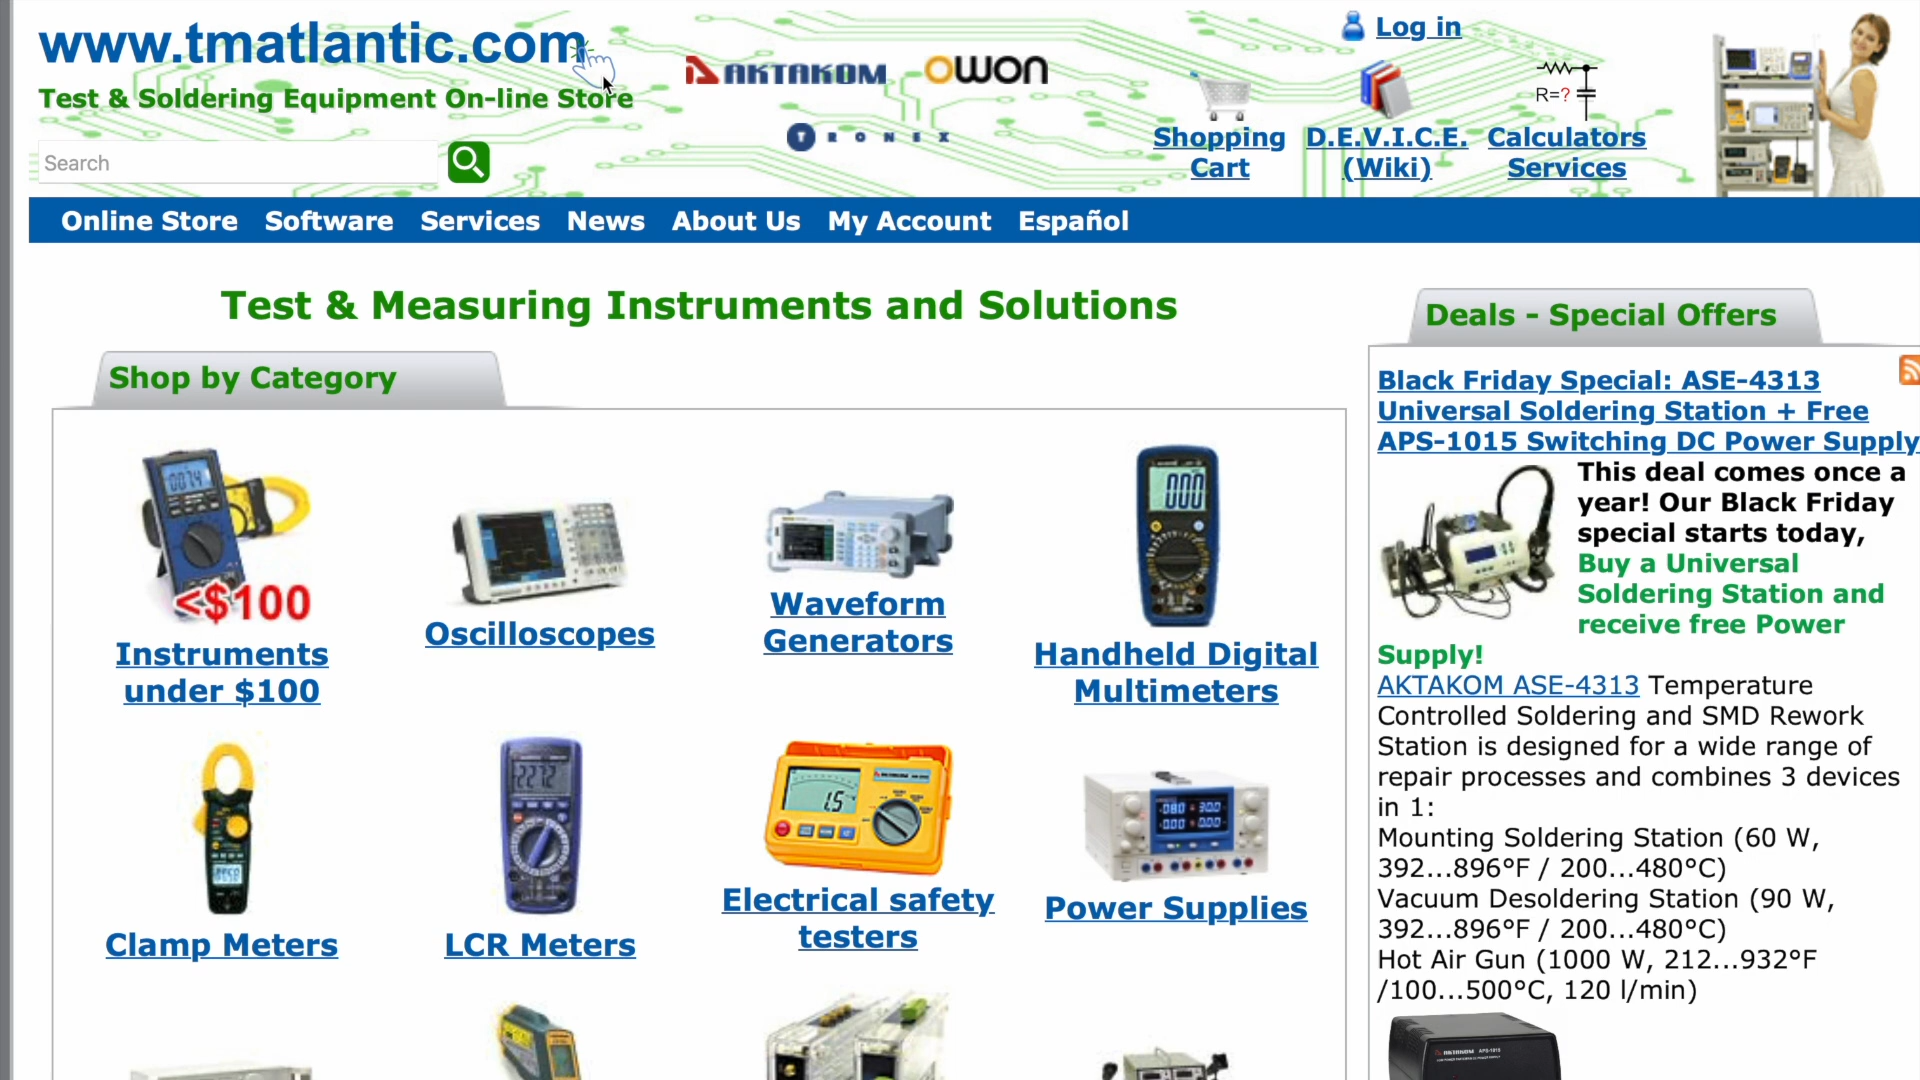 www.tmatlantic.com
Test & Soldering Equipment On-line Store
Search
AKTAKOM
OWON
TRONEX
Log in
R=?
Shopping
Cart
D.E.V.I.C.E.
(Wiki)
Calculators
Services
Online Store Software Services News About Us My Account Español
Test & Measuring Instruments and Solutions
Shop by Category
<$100
Instruments
under $100
Oscilloscopes
Waveform
Generators
Handheld Digital
Multimeters
Clamp Meters
LCR Meters
Electrical safety
testers
Power Supplies
Deals - Special Offers
Black Friday Special: ASE-4313
Universal Soldering Station + Free
APS-1015 Switching DC Power Supply
This deal comes once a
year! Our Black Friday
special starts today,
Buy a Universal
Soldering Station and
receive free Power
Supply!
AKTAKOM ASE-4313 Temperature
Controlled Soldering and SMD Rework
Station is designed for a wide range of
repair processes and combines 3 devices
in 1:
Mounting Soldering Station (60 W,
392...896°F / 200...480°C)
Vacuum Desoldering Station (90 W,
392...896°F / 200...480°C)
Hot Air Gun (1000 W, 212...932°F
/100...500°C, 120 l/min)
AKTAKOM APS-1015